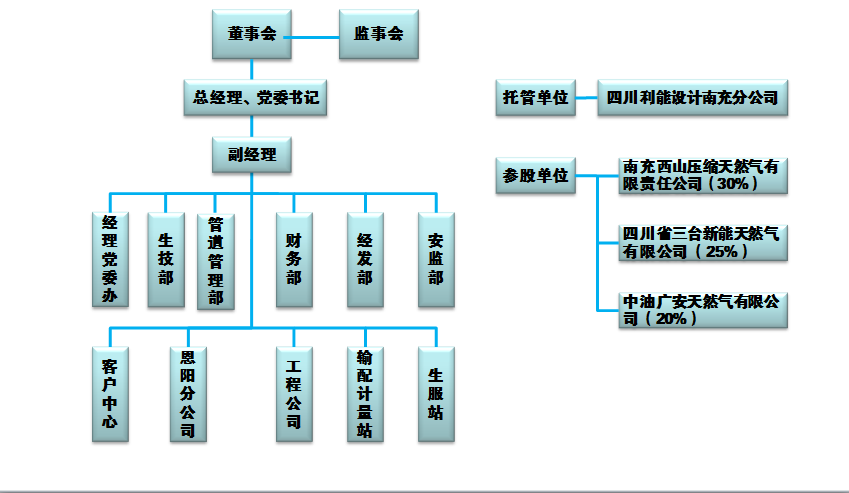 董事会
监事会
总经理、党委书记
副经理
经理党委办
生技部
管道管理部
财务部
经发部
安监部
客户中心
恩阳分公司
工程公司
输配计量站
生服站
托管单位
四川利能设计南充分公司
参股单位
南充西山压缩天然气有
限责任公司（30%）
四川省三台新能天然气
有限公司（25%）
中油广安天然气有限公
司（20%）